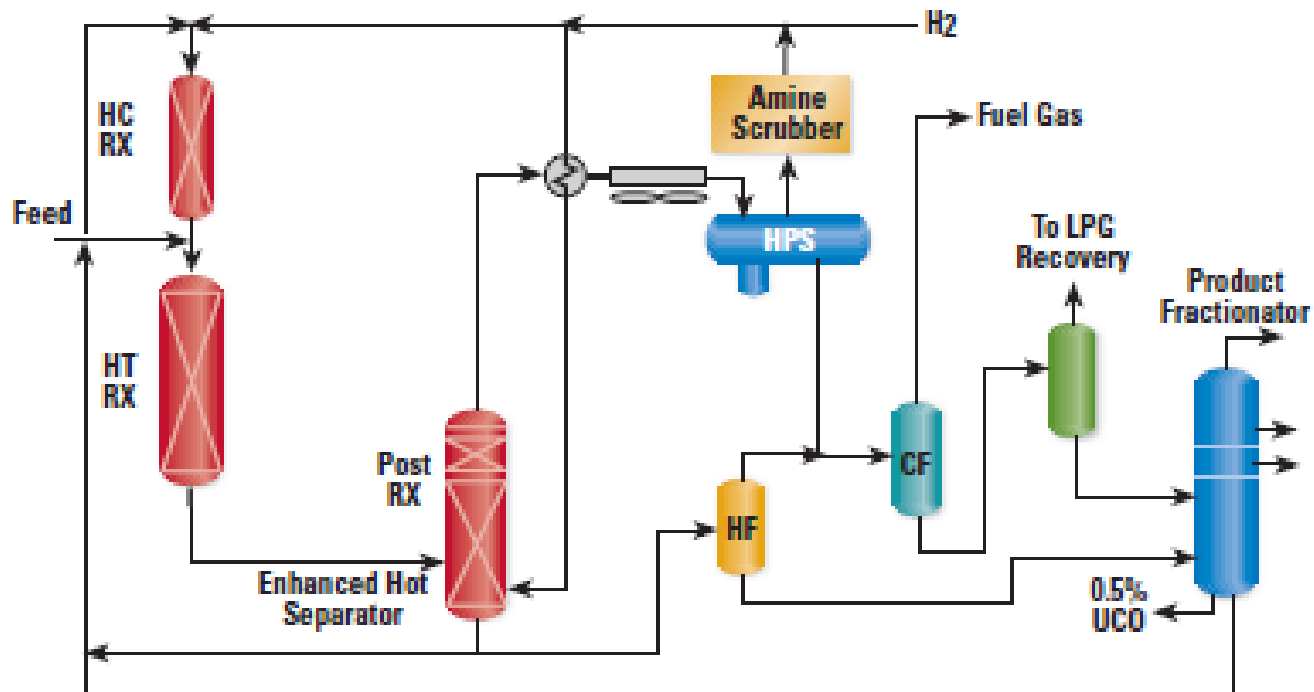 H2
HC
RX
Amine
Scrubber
Fuel Gas
Feed
HPS
To LPG
Recovery
Product
Fractionator
HT
RX
Post
RX
CF
HF
Enhanced Hot
Separator
0.5%
UCO